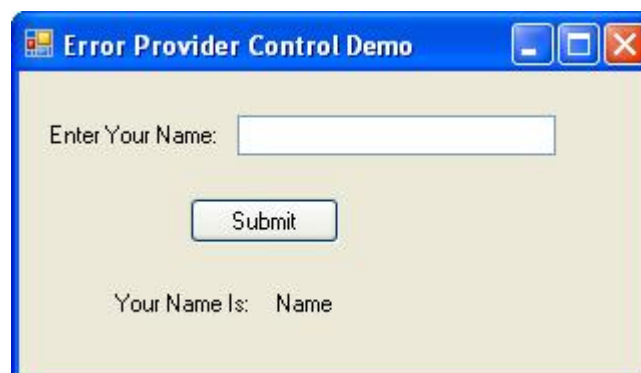 Error Provider Control Demo
Enter Your Name:
Submit
Your Name Is: Name